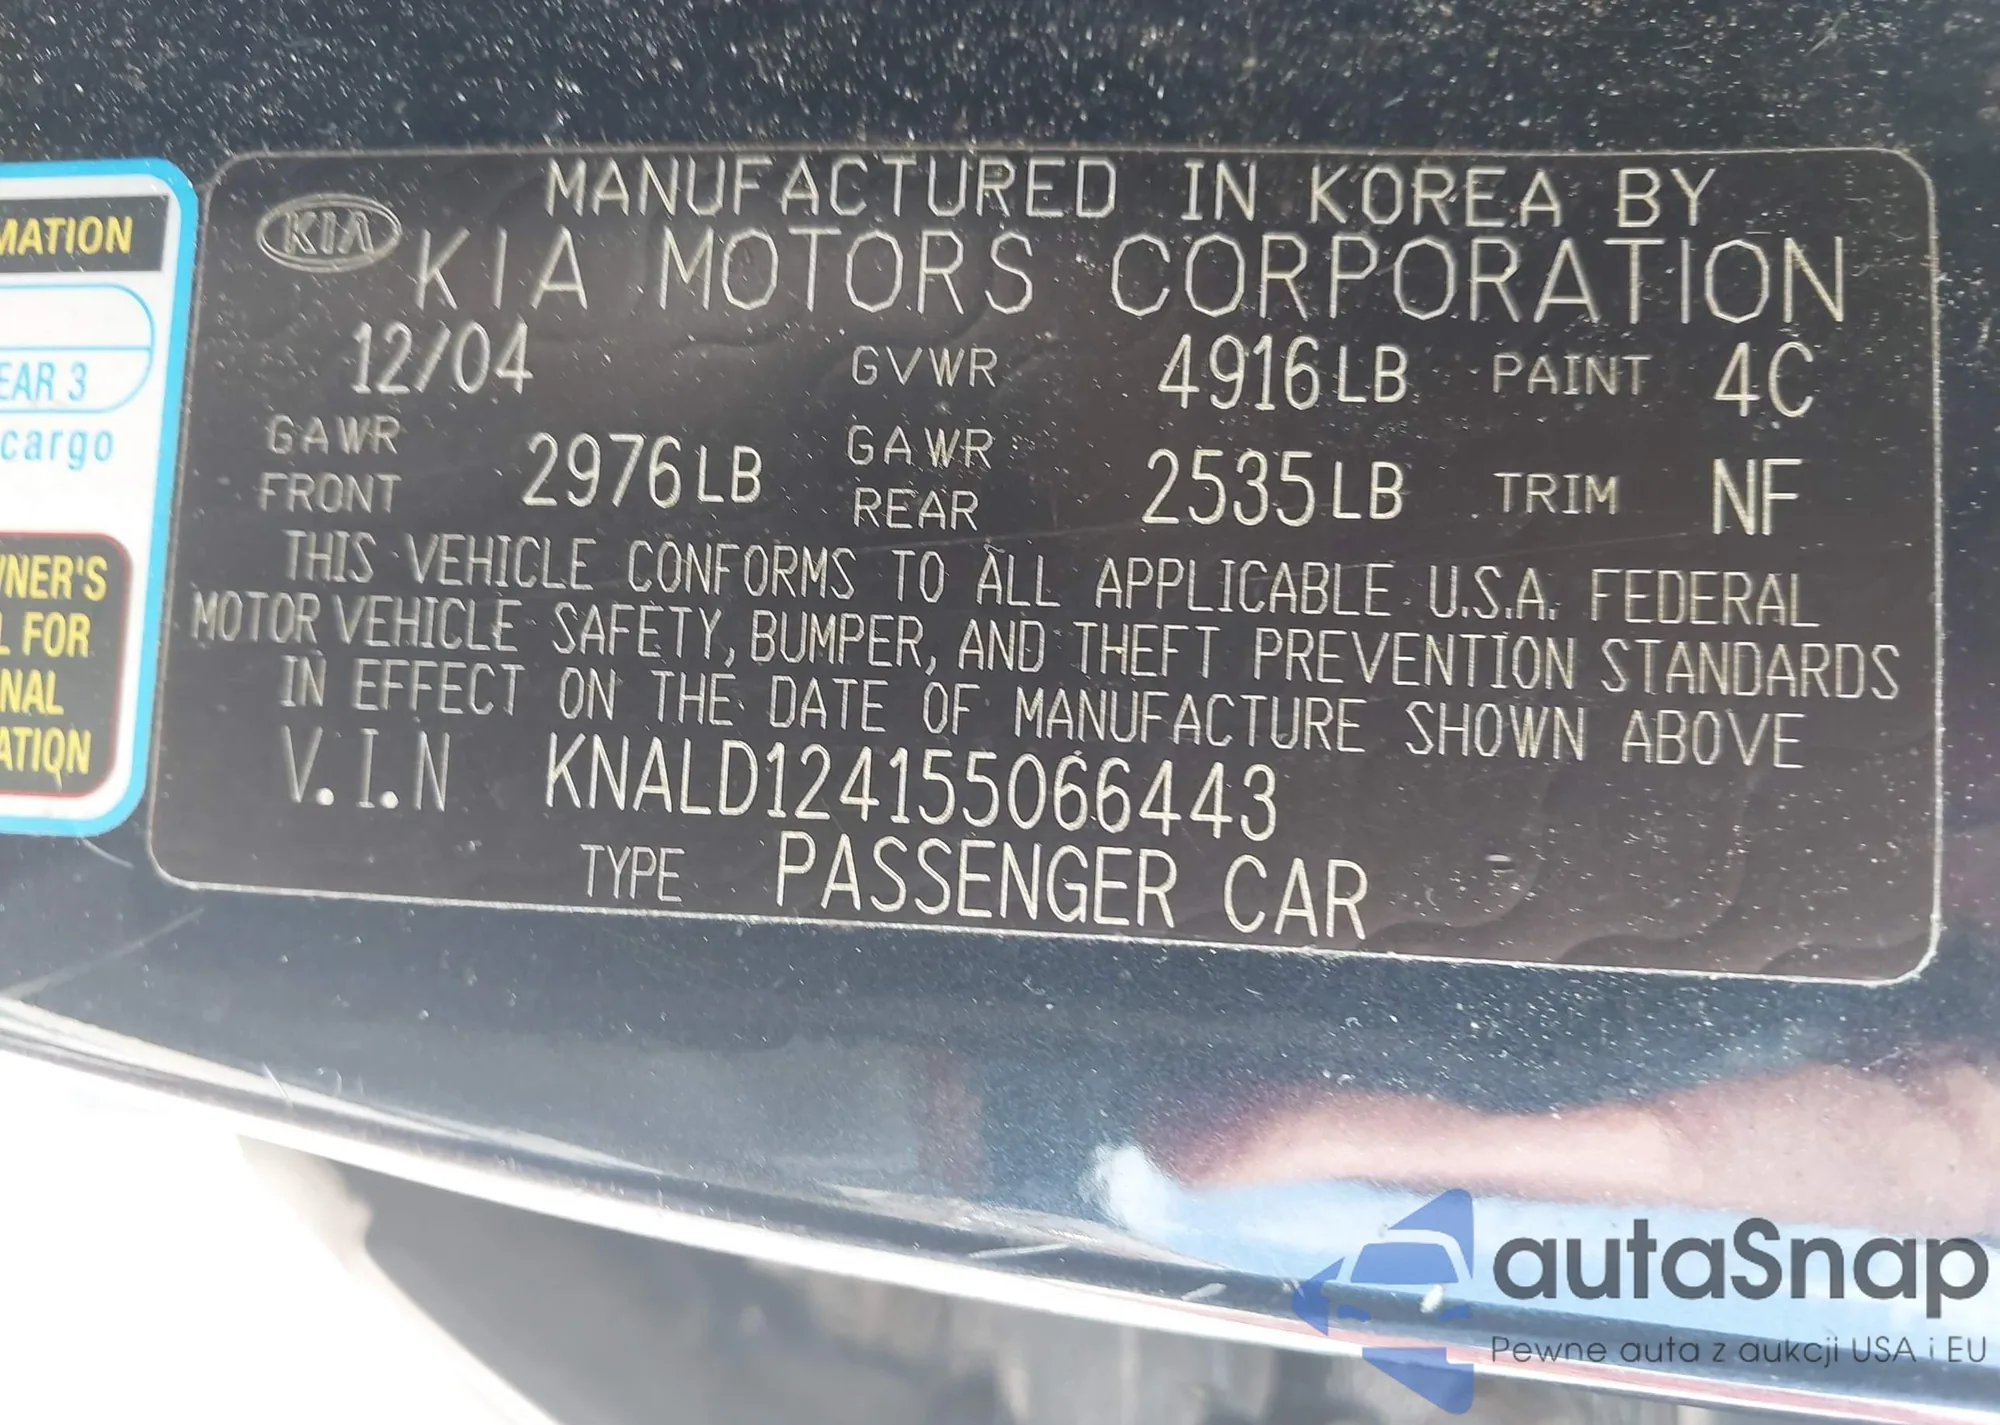 MATION
EAR 3
cargo
NER'S
L FOR
NAL
ATION
KIA
MANUFACTURED IN KOREA BY
KIA MOTORS CORPORATION
12/04 GVWR 4916LB PAINT 4C
GAWR FRONT 2976LB GAWR REAR 2535LB TRIM NF
THIS VEHICLE CONFORMS TO ALL APPLICABLE U.S.A. FEDERAL
MOTOR VEHICLE SAFETY, BUMPER, AND THEFT PREVENTION STANDARDS
IN EFFECT ON THE DATE OF MANUFACTURE SHOWN ABOVE
V.I.N KNALD124155066443
TYPE PASSENGER CAR
autaSnap
Pewne auta z aukcji USA i EU